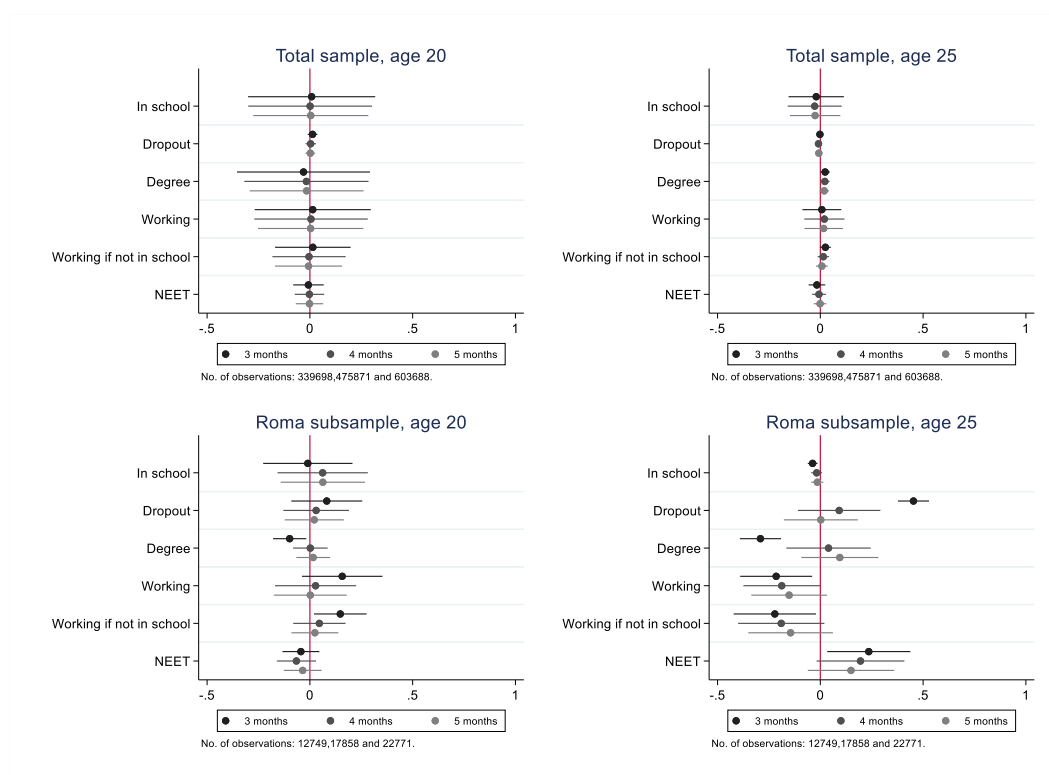 Total sample, age 20
In school
Dropout
Degree
Working
Working if not in school
NEET
-.5 0 .5 1
3 months 4 months 5 months
No. of observations: 339698,475871 and 603688.
Total sample, age 25
In school
Dropout
Degree
Working
Working if not in school
NEET
-.5 0 .5 1
3 months 4 months 5 months
No. of observations: 339698,475871 and 603688.
Roma subsample, age 20
In school
Dropout
Degree
Working
Working if not in school
NEET
-.5 0 .5 1
3 months 4 months 5 months
No. of observations: 12749,17858 and 22771.
Roma subsample, age 25
In school
Dropout
Degree
Working
Working if not in school
NEET
-.5 0 .5 1
3 months 4 months 5 months
No. of observations: 12749,17858 and 22771.